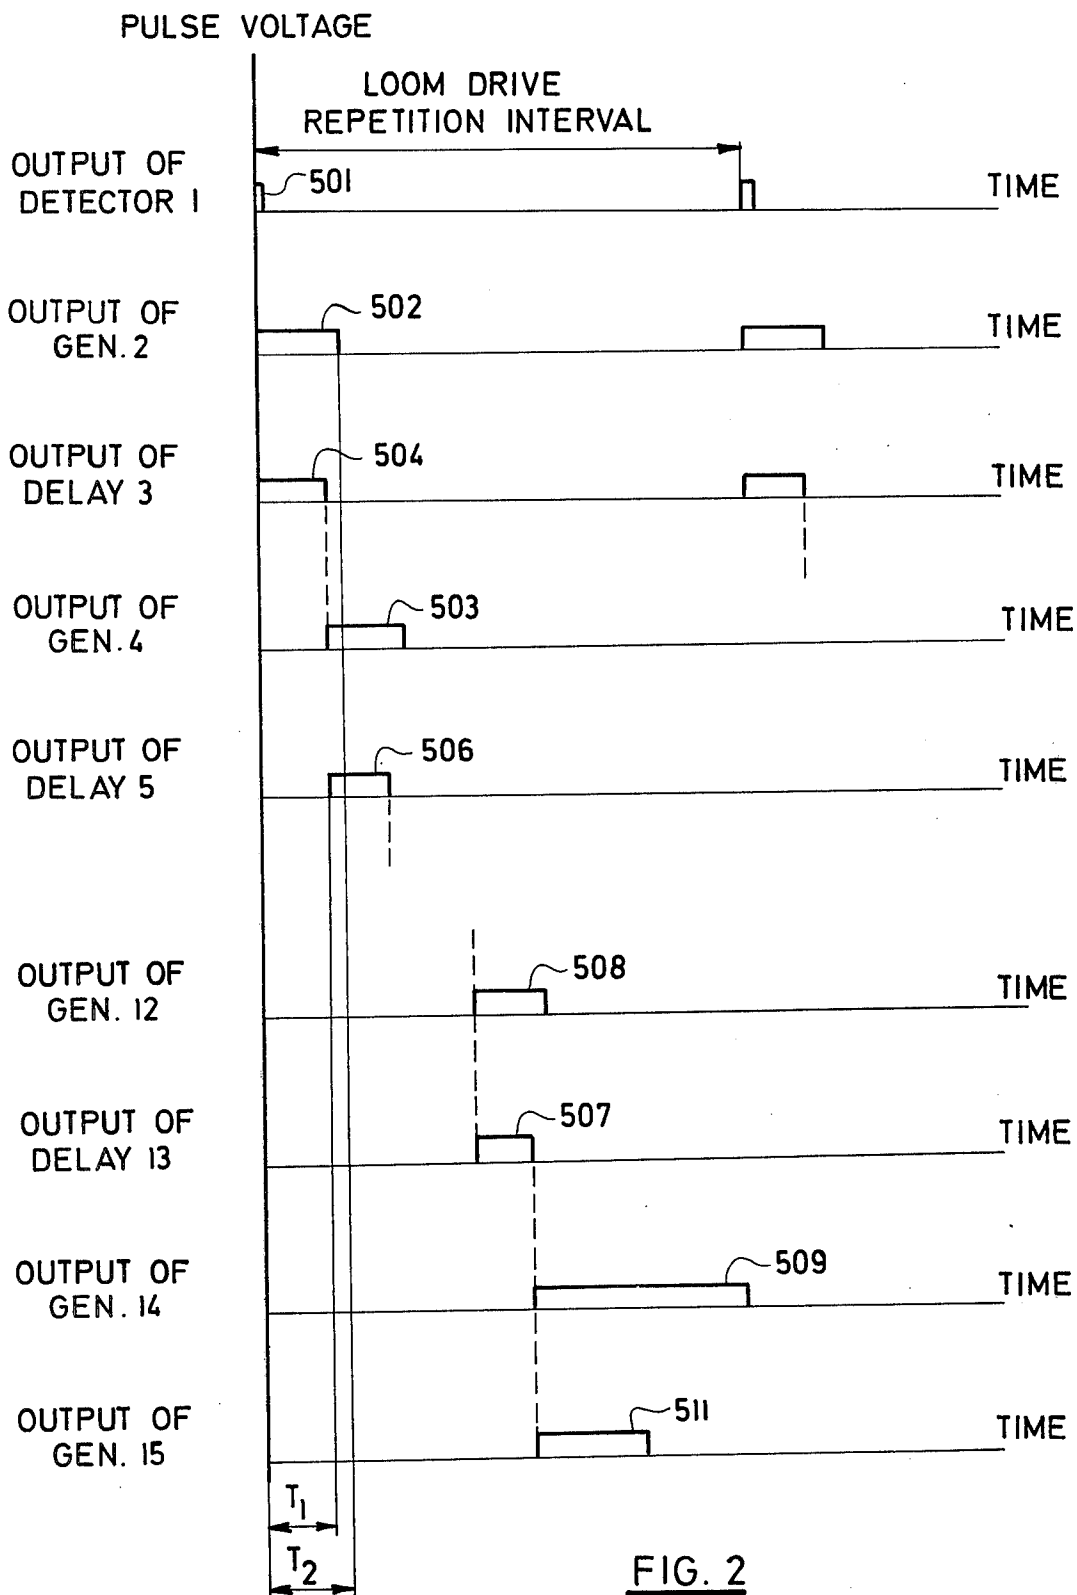 PULSE VOLTAGE
LOOM DRIVE
REPETITION INTERVAL
OUTPUT OF
DETECTOR 1
501
TIME
OUTPUT OF
GEN. 2
502
TIME
OUTPUT OF
DELAY 3
504
TIME
OUTPUT OF
GEN. 4
503
TIME
OUTPUT OF
DELAY 5
506
TIME
OUTPUT OF
GEN. 12
508
TIME
OUTPUT OF
DELAY 13
507
TIME
OUTPUT OF
GEN. 14
509
TIME
OUTPUT OF
GEN. 15
511
TIME
T1
T2
FIG. 2